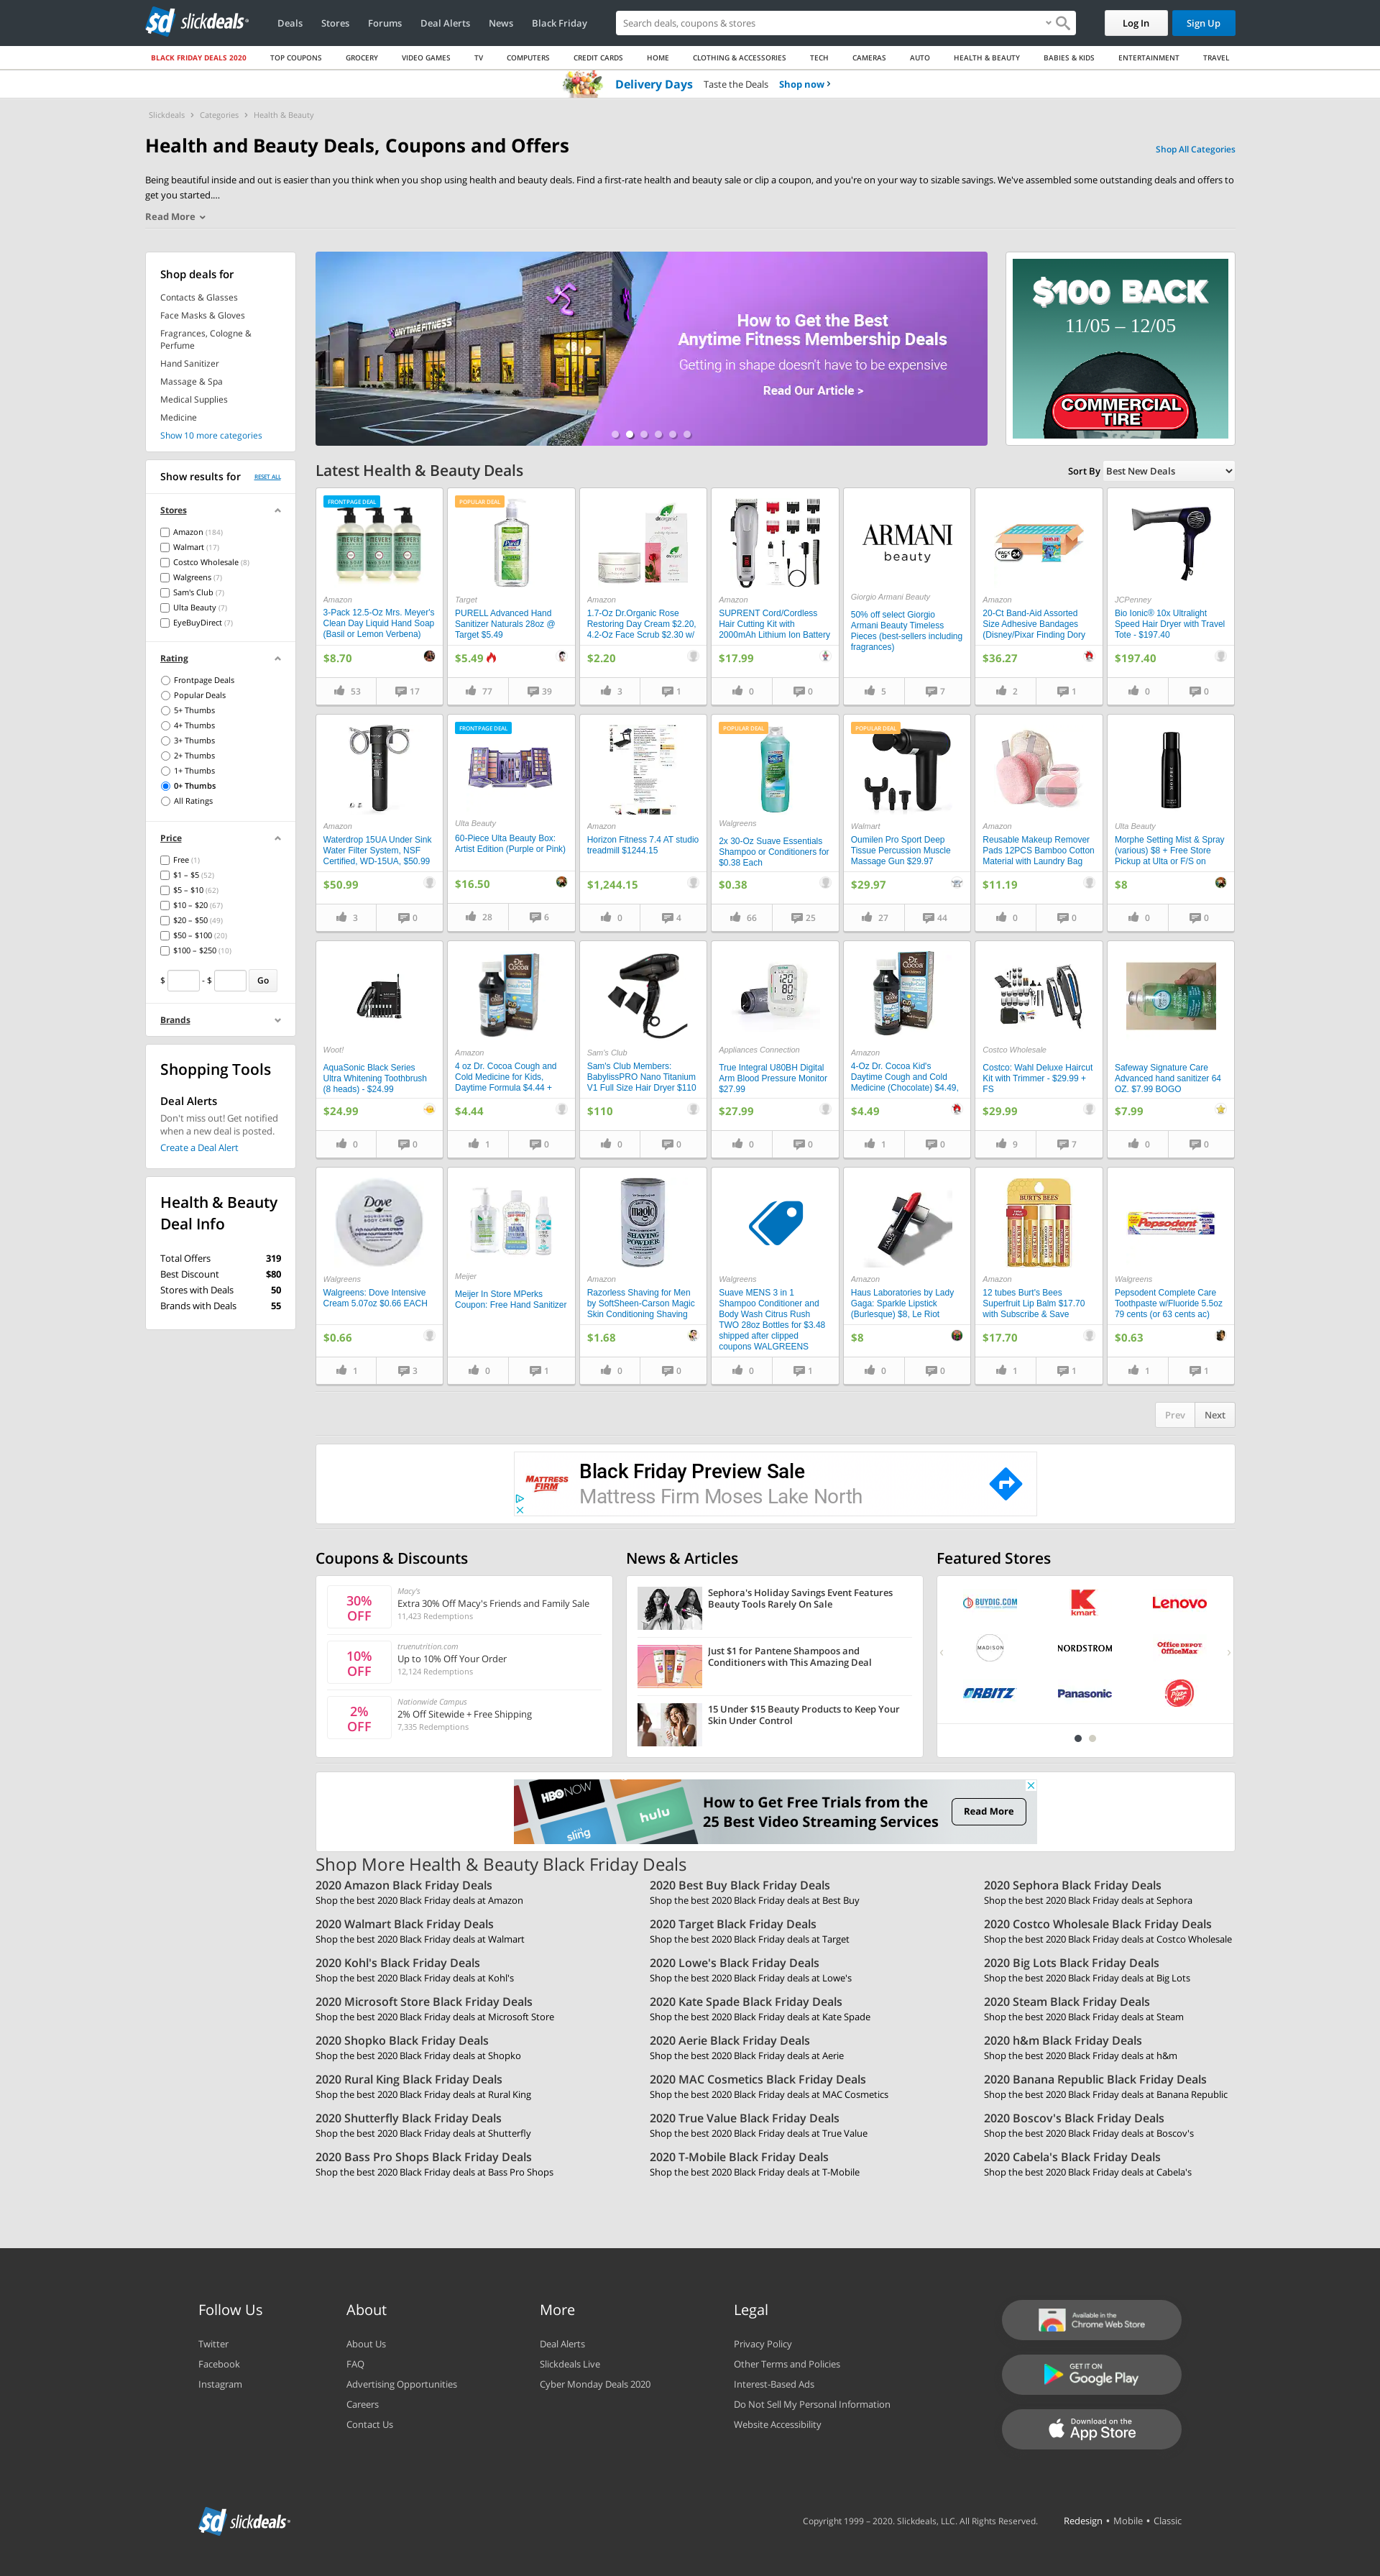 slickdeals
Deals
Stores
Forums
Deal Alerts
News
Black Friday
Search deals, coupons & stores
Log In
Sign Up
BLACK FRIDAY DEALS 2020
TOP COUPONS
GROCERY
VIDEO GAMES
TV
COMPUTERS
CREDIT CARDS
HOME
CLOTHING & ACCESSORIES
TECH
CAMERAS
AUTO
HEALTH & BEAUTY
BABIES & KIDS
ENTERTAINMENT
TRAVEL
Delivery Days
Taste the Deals
Shop now
Slickdeals > Categories > Health & Beauty
Health and Beauty Deals, Coupons and Offers
Shop All Categories
Being beautiful inside and out is easier than you think when you shop using health and beauty deals. Find a first-rate health and beauty sale or clip a coupon, and you're on your way to sizable savings. We've assembled some outstanding deals and offers to
get you started....
Read More
Shop deals for
Contacts & Glasses
Face Masks & Gloves
Fragrances, Cologne &
Perfume
Hand Sanitizer
Massage & Spa
Medical Supplies
Medicine
Show 10 more categories
ANYTIME FITNESS
How to Get the Best
Anytime Fitness Membership Deals
Getting in shape doesn't have to be expensive
Read Our Article >
$100 BACK
11/05 – 12/05
COMMERCIAL
TIRE
Show results for
RESET ALL
Stores
Amazon (184)
Walmart (17)
Costco Wholesale (8)
Walgreens (7)
Sam's Club (7)
Ulta Beauty (7)
EyeBuyDirect (7)
Rating
Frontpage Deals
Popular Deals
5+ Thumbs
4+ Thumbs
3+ Thumbs
2+ Thumbs
1+ Thumbs
0+ Thumbs
All Ratings
Price
Free (1)
$1 – $5 (52)
$5 – $10 (62)
$10 – $20 (67)
$20 – $50 (49)
$50 – $100 (20)
$100 – $250 (10)
$ - $ Go
Brands
Shopping Tools
Deal Alerts
Don't miss out! Get notified
when a new deal is posted.
Create a Deal Alert
Health & Beauty
Deal Info
Total Offers 319
Best Discount $80
Stores with Deals 50
Brands with Deals 55
Latest Health & Beauty Deals
Sort By Best New Deals
FRONTPAGE DEAL
Amazon
3-Pack 12.5-Oz Mrs. Meyer's
Clean Day Liquid Hand Soap
(Basil or Lemon Verbena)
$8.70
53 17
POPULAR DEAL
Target
PURELL Advanced Hand
Sanitizer Naturals 28oz @
Target $5.49
$5.49
77 39
Amazon
1.7-Oz Dr.Organic Rose
Restoring Day Cream $2.20,
4.2-Oz Face Scrub $2.30 w/
$2.20
3 1
Amazon
SUPRENT Cord/Cordless
Hair Cutting Kit with
2000mAh Lithium Ion Battery
$17.99
0 0
ARMANI
beauty
Giorgio Armani Beauty
50% off select Giorgio
Armani Beauty Timeless
Pieces (best-sellers including
fragrances)
5 7
PACK OF 24
Amazon
20-Ct Band-Aid Assorted
Size Adhesive Bandages
(Disney/Pixar Finding Dory
$36.27
2 1
JCPenney
Bio Ionic® 10x Ultralight
Speed Hair Dryer with Travel
Tote - $197.40
$197.40
0 0
Amazon
Waterdrop 15UA Under Sink
Water Filter System, NSF
Certified, WD-15UA, $50.99
$50.99
3 0
FRONTPAGE DEAL
Ulta Beauty
60-Piece Ulta Beauty Box:
Artist Edition (Purple or Pink)
$16.50
28 6
Amazon
Horizon Fitness 7.4 AT studio
treadmill $1244.15
$1,244.15
0 4
POPULAR DEAL
Walgreens
2x 30-Oz Suave Essentials
Shampoo or Conditioners for
$0.38 Each
$0.38
66 25
POPULAR DEAL
Walmart
Oumilen Pro Sport Deep
Tissue Percussion Muscle
Massage Gun $29.97
$29.97
27 44
Amazon
Reusable Makeup Remover
Pads 12PCS Bamboo Cotton
Material with Laundry Bag
$11.19
0 0
Ulta Beauty
Morphe Setting Mist & Spray
(various) $8 + Free Store
Pickup at Ulta or F/S on
$8
0 0
Woot!
AquaSonic Black Series
Ultra Whitening Toothbrush
(8 heads) - $24.99
$24.99
0 0
Dr. Cocoa
Amazon
4 oz Dr. Cocoa Cough and
Cold Medicine for Kids,
Daytime Formula $4.44 +
$4.44
1 0
Sam's Club
Sam's Club Members:
BabylissPRO Nano Titanium
V1 Full Size Hair Dryer $110
$110
0 0
120
80
80
Appliances Connection
True Integral U80BH Digital
Arm Blood Pressure Monitor
$27.99
$27.99
0 0
Dr. Cocoa
Amazon
4-Oz Dr. Cocoa Kid's
Daytime Cough and Cold
Medicine (Chocolate) $4.49,
$4.49
1 0
Costco Wholesale
Costco: Wahl Deluxe Haircut
Kit with Trimmer - $29.99 +
FS
$29.99
9 7
Safeway Signature Care
Advanced hand sanitizer 64
OZ. $7.99 BOGO
$7.99
0 0
Dove
Walgreens
Walgreens: Dove Intensive
Cream 5.07oz $0.66 EACH
$0.66
1 3
Meijer
Meijer In Store MPerks
Coupon: Free Hand Sanitizer
0 1
magic
SHAVING
POWDER
Amazon
Razorless Shaving for Men
by SoftSheen-Carson Magic
Skin Conditioning Shaving
$1.68
0 0
Walgreens
Suave MENS 3 in 1
Shampoo Conditioner and
Body Wash Citrus Rush
TWO 28oz Bottles for $3.48
shipped after clipped
coupons WALGREENS
0 1
Amazon
Haus Laboratories by Lady
Gaga: Sparkle Lipstick
(Burlesque) $8, Le Riot
$8
0 0
BURT'S BEES
Amazon
12 tubes Burt's Bees
Superfruit Lip Balm $17.70
with Subscribe & Save
$17.70
1 1
Pepsodent
Walgreens
Pepsodent Complete Care
Toothpaste w/Fluoride 5.5oz
79 cents (or 63 cents ac)
$0.63
1 1
Prev
Next
MATTRESS
FIRM
Black Friday Preview Sale
Mattress Firm Moses Lake North
Coupons & Discounts
30%
OFF
Macy's
Extra 30% Off Macy's Friends and Family Sale
11,423 Redemptions
10%
OFF
truenutrition.com
Up to 10% Off Your Order
12,124 Redemptions
2%
OFF
Nationwide Campus
2% Off Sitewide + Free Shipping
7,335 Redemptions
News & Articles
Sephora's Holiday Savings Event Features
Beauty Tools Rarely On Sale
Just $1 for Pantene Shampoos and
Conditioners with This Amazing Deal
15 Under $15 Beauty Products to Keep Your
Skin Under Control
Featured Stores
BUYDIG.COM
kmart
Lenovo
MADISON
NORDSTROM
Office DEPOT
OfficeMax
ORBITZ
Panasonic
Pizza Hut
HBO NOW
hulu
sling
How to Get Free Trials from the
25 Best Video Streaming Services
Read More
Shop More Health & Beauty Black Friday Deals
2020 Amazon Black Friday Deals
Shop the best 2020 Black Friday deals at Amazon
2020 Best Buy Black Friday Deals
Shop the best 2020 Black Friday deals at Best Buy
2020 Sephora Black Friday Deals
Shop the best 2020 Black Friday deals at Sephora
2020 Walmart Black Friday Deals
Shop the best 2020 Black Friday deals at Walmart
2020 Target Black Friday Deals
Shop the best 2020 Black Friday deals at Target
2020 Costco Wholesale Black Friday Deals
Shop the best 2020 Black Friday deals at Costco Wholesale
2020 Kohl's Black Friday Deals
Shop the best 2020 Black Friday deals at Kohl's
2020 Lowe's Black Friday Deals
Shop the best 2020 Black Friday deals at Lowe's
2020 Big Lots Black Friday Deals
Shop the best 2020 Black Friday deals at Big Lots
2020 Microsoft Store Black Friday Deals
Shop the best 2020 Black Friday deals at Microsoft Store
2020 Kate Spade Black Friday Deals
Shop the best 2020 Black Friday deals at Kate Spade
2020 Steam Black Friday Deals
Shop the best 2020 Black Friday deals at Steam
2020 Shopko Black Friday Deals
Shop the best 2020 Black Friday deals at Shopko
2020 Aerie Black Friday Deals
Shop the best 2020 Black Friday deals at Aerie
2020 h&m Black Friday Deals
Shop the best 2020 Black Friday deals at h&m
2020 Rural King Black Friday Deals
Shop the best 2020 Black Friday deals at Rural King
2020 MAC Cosmetics Black Friday Deals
Shop the best 2020 Black Friday deals at MAC Cosmetics
2020 Banana Republic Black Friday Deals
Shop the best 2020 Black Friday deals at Banana Republic
2020 Shutterfly Black Friday Deals
Shop the best 2020 Black Friday deals at Shutterfly
2020 True Value Black Friday Deals
Shop the best 2020 Black Friday deals at True Value
2020 Boscov's Black Friday Deals
Shop the best 2020 Black Friday deals at Boscov's
2020 Bass Pro Shops Black Friday Deals
Shop the best 2020 Black Friday deals at Bass Pro Shops
2020 T-Mobile Black Friday Deals
Shop the best 2020 Black Friday deals at T-Mobile
2020 Cabela's Black Friday Deals
Shop the best 2020 Black Friday deals at Cabela's
Follow Us
Twitter
Facebook
Instagram
About
About Us
FAQ
Advertising Opportunities
Careers
Contact Us
More
Deal Alerts
Slickdeals Live
Cyber Monday Deals 2020
Legal
Privacy Policy
Other Terms and Policies
Interest-Based Ads
Do Not Sell My Personal Information
Website Accessibility
Available in the
Chrome Web Store
GET IT ON
Google Play
Download on the
App Store
slickdeals
Copyright 1999 – 2020. Slickdeals, LLC. All Rights Reserved.
Redesign • Mobile • Classic